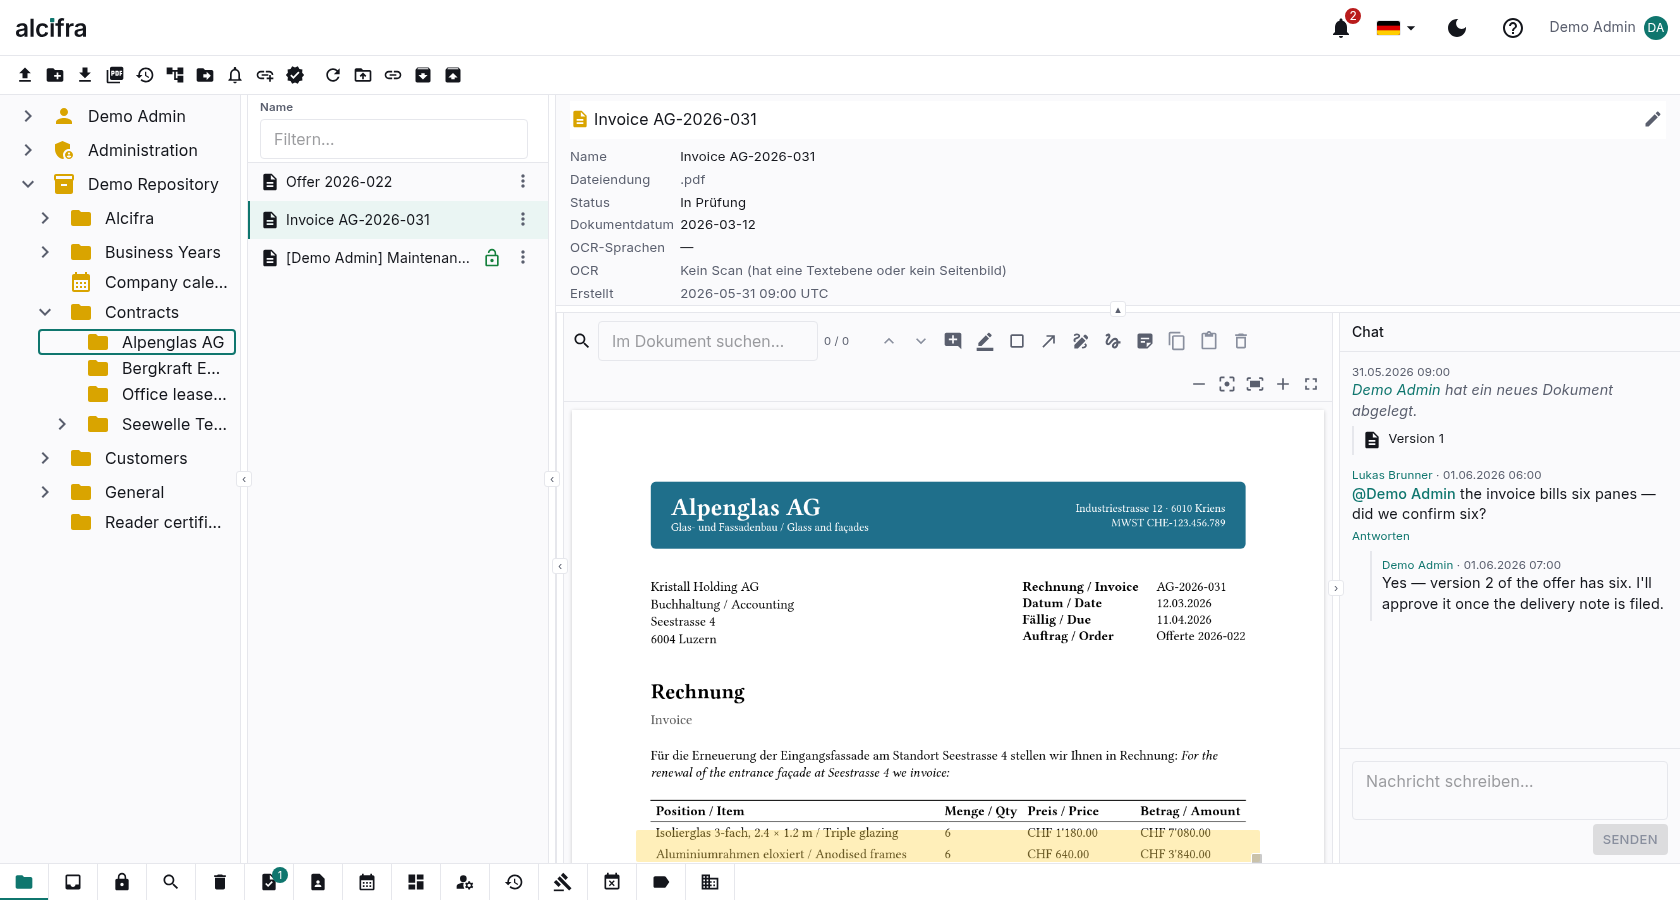 alcifra
2
Demo Admin
DA
PDF
Demo Admin
Administration
Demo Repository
Alcifra
Business Years
Company cale...
Contracts
Alpenglas AG
Bergkraft E...
Office lease...
Seewelle Te...
Customers
General
Reader certifi...
Name
Filtern...
Offer 2026-022
Invoice AG-2026-031
[Demo Admin] Maintenan...
Invoice AG-2026-031
Name Invoice AG-2026-031
Dateiendung .pdf
Status In Prüfung
Dokumentdatum 2026-03-12
OCR-Sprachen —
OCR Kein Scan (hat eine Textebene oder kein Seitenbild)
Erstellt 2026-05-31 09:00 UTC
Im Dokument suchen...
0 / 0
Alpenglas AG
Glas- und Fassadenbau / Glass and façades
Industriestrasse 12 · 6010 Kriens
MWST CHE-123.456.789
Kristall Holding AG
Buchhaltung / Accounting
Seestrasse 4
6004 Luzern
Rechnung / Invoice AG-2026-031
Datum / Date 12.03.2026
Fällig / Due 11.04.2026
Auftrag / Order Offerte 2026-022
Rechnung
Invoice
Für die Erneuerung der Eingangsfassade am Standort Seestrasse 4 stellen wir Ihnen in Rechnung: For the
renewal of the entrance façade at Seestrasse 4 we invoice:
Position / Item Menge / Qty Preis / Price Betrag / Amount
Isolierglas 3-fach, 2.4 × 1.2 m / Triple glazing 6 CHF 1'180.00 CHF 7'080.00
Aluminiumrahmen eloxiert / Anodised frames 6 CHF 640.00 CHF 3'840.00
Chat
31.05.2026 09:00
Demo Admin hat ein neues Dokument
abgelegt.
Version 1
Lukas Brunner · 01.06.2026 06:00
@Demo Admin the invoice bills six panes —
did we confirm six?
Antworten
Demo Admin · 01.06.2026 07:00
Yes — version 2 of the offer has six. I'll
approve it once the delivery note is filed.
Nachricht schreiben...
SENDEN
1